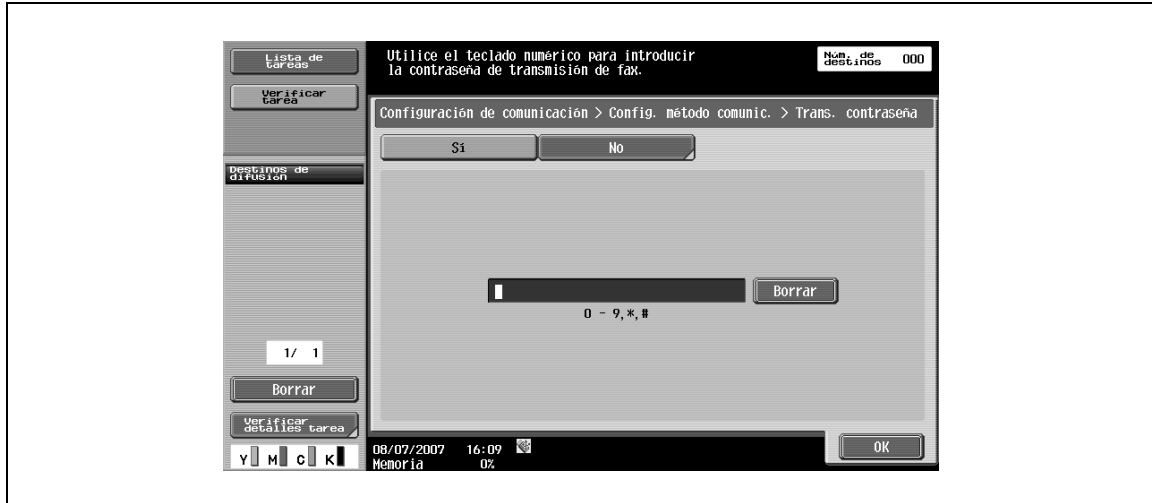 Lista de
tareas
Verificar
tarea
Utilice el teclado numérico para introducir
la contraseña de transmisión de fax.
Núm. de
destinos 000
Configuración de comunicación > Config. método comunic. > Trans. contraseña
Sí No
Destinos de
difusión
Borrar
0 - 9,*,#
1/ 1
Borrar
Verificar
detalles tarea
Y M C K
08/07/2007 16:09
Memoria 0%
OK